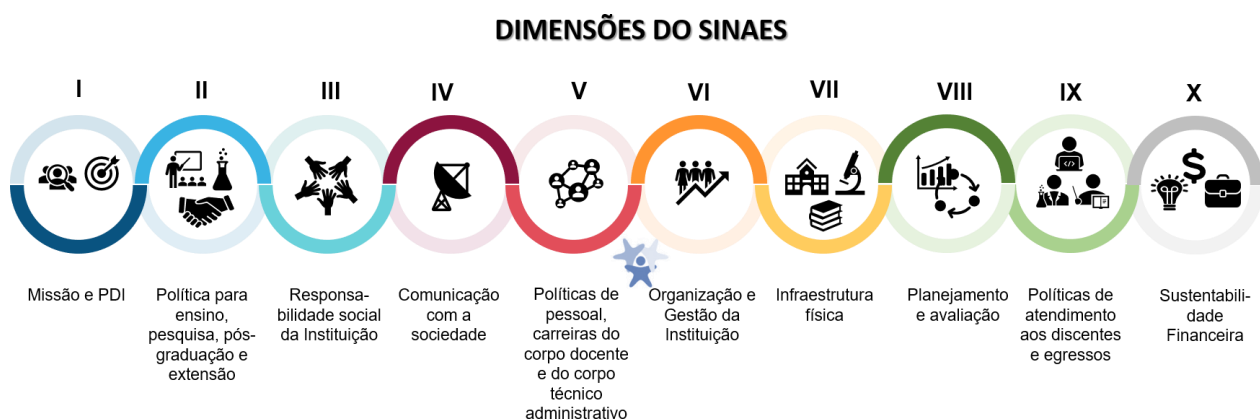 DIMENSÕES DO SINAES
I
II
III
IV
V
VI
VII
VIII
IX
X
Missão e PDI
Política para
ensino,
pesquisa, pós-
graduação e
extensão
Responsa-
bilidade social
da Instituição
Comunicação
com a
sociedade
Políticas de
pessoal,
carreiras do
corpo docente
e do corpo
técnico
administrativo
Organização e
Gestão da
Instituição
Infraestrutura
física
Planejamento
e avaliação
Políticas de
atendimento
aos discentes
e egressos
Sustentabili-
dade
Financeira